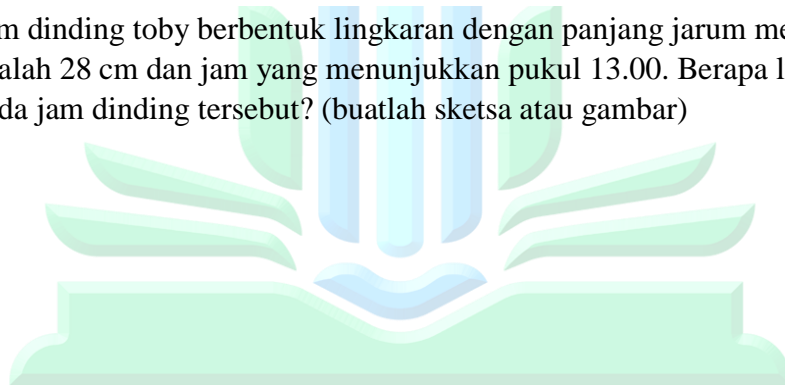 m dinding toby berbentuk lingkaran dengan panjang jarum me
alah 28 cm dan jam yang menunjukkan pukul 13.00. Berapa l
da jam dinding tersebut? (buatlah sketsa atau gambar)